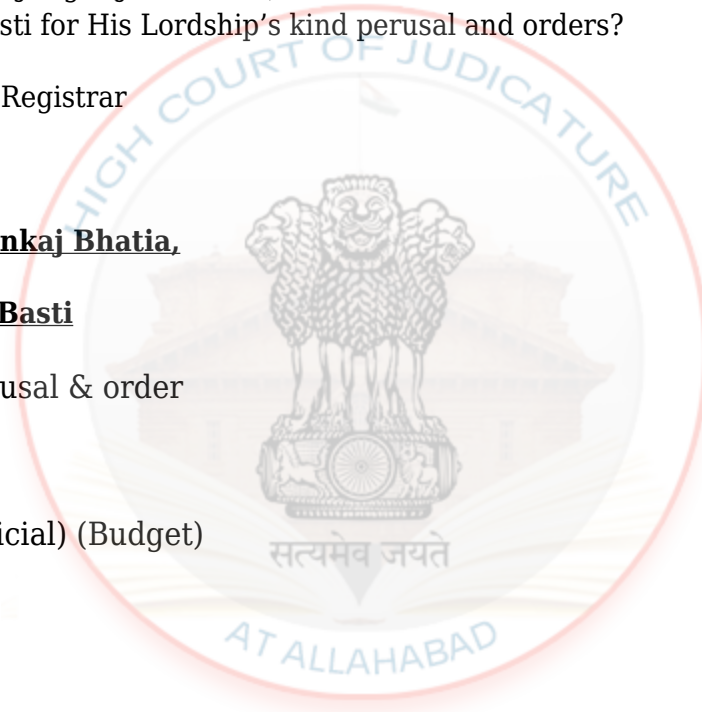 sti for His Lordship's kind perusal and orders?
Registrar
HIGH COURT OF JUDICATURE
nkaj Bhatia,
Basti
usal & order
icial) (Budget)
सत्यमेव जयते
AT ALLAHABAD